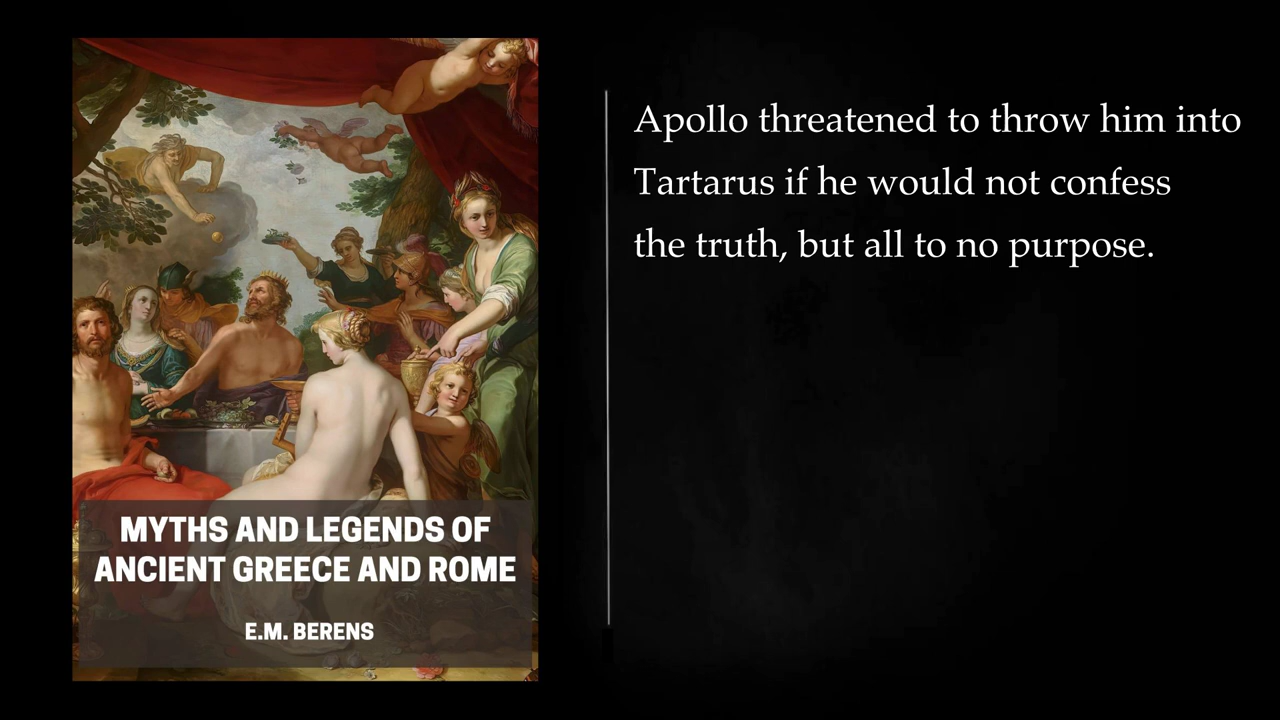 MYTHS AND LEGENDS OF
ANCIENT GREECE AND ROME
E.M. BERENS
Apollo threatened to throw him into
Tartarus if he would not confess
the truth, but all to no purpose.